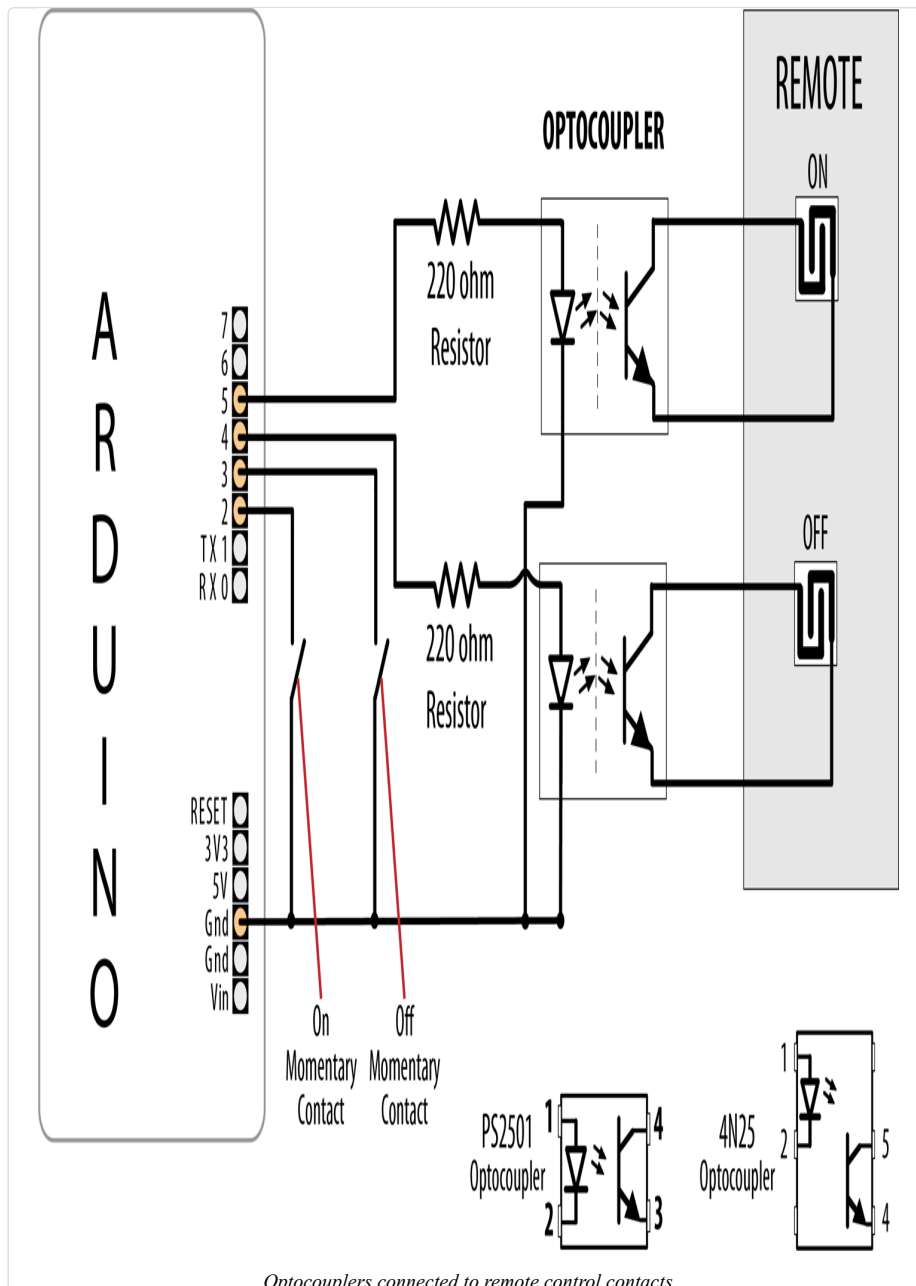 ARDUINO
7
6
5
4
3
2
TX 1
RX 0
RESET
3V3
5V
Gnd
Gnd
Vin
220 ohm
Resistor
220 ohm
Resistor
OPTOCOUPLER
REMOTE
ON
OFF
On
Momentary
Contact
Off
Momentary
Contact
PS2501
Optocoupler
1
2
4
3
4N25
Optocoupler
1
2
5
4
Optocouplers connected to remote control contacts